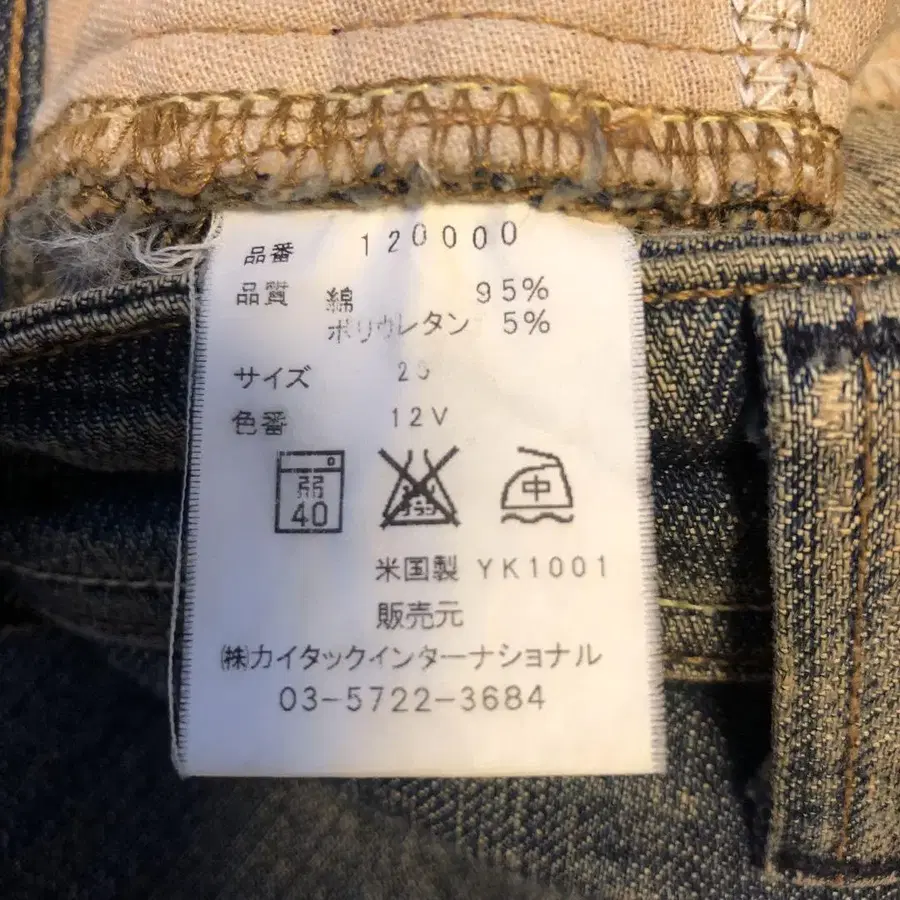 品番 120000
品質 綿 95%
ポリウレタン 5%
サイズ
色番 12V
弱
40
中
米国製 YK1001
販売元
㈱カイタックインターナショナル
03-5722-3684